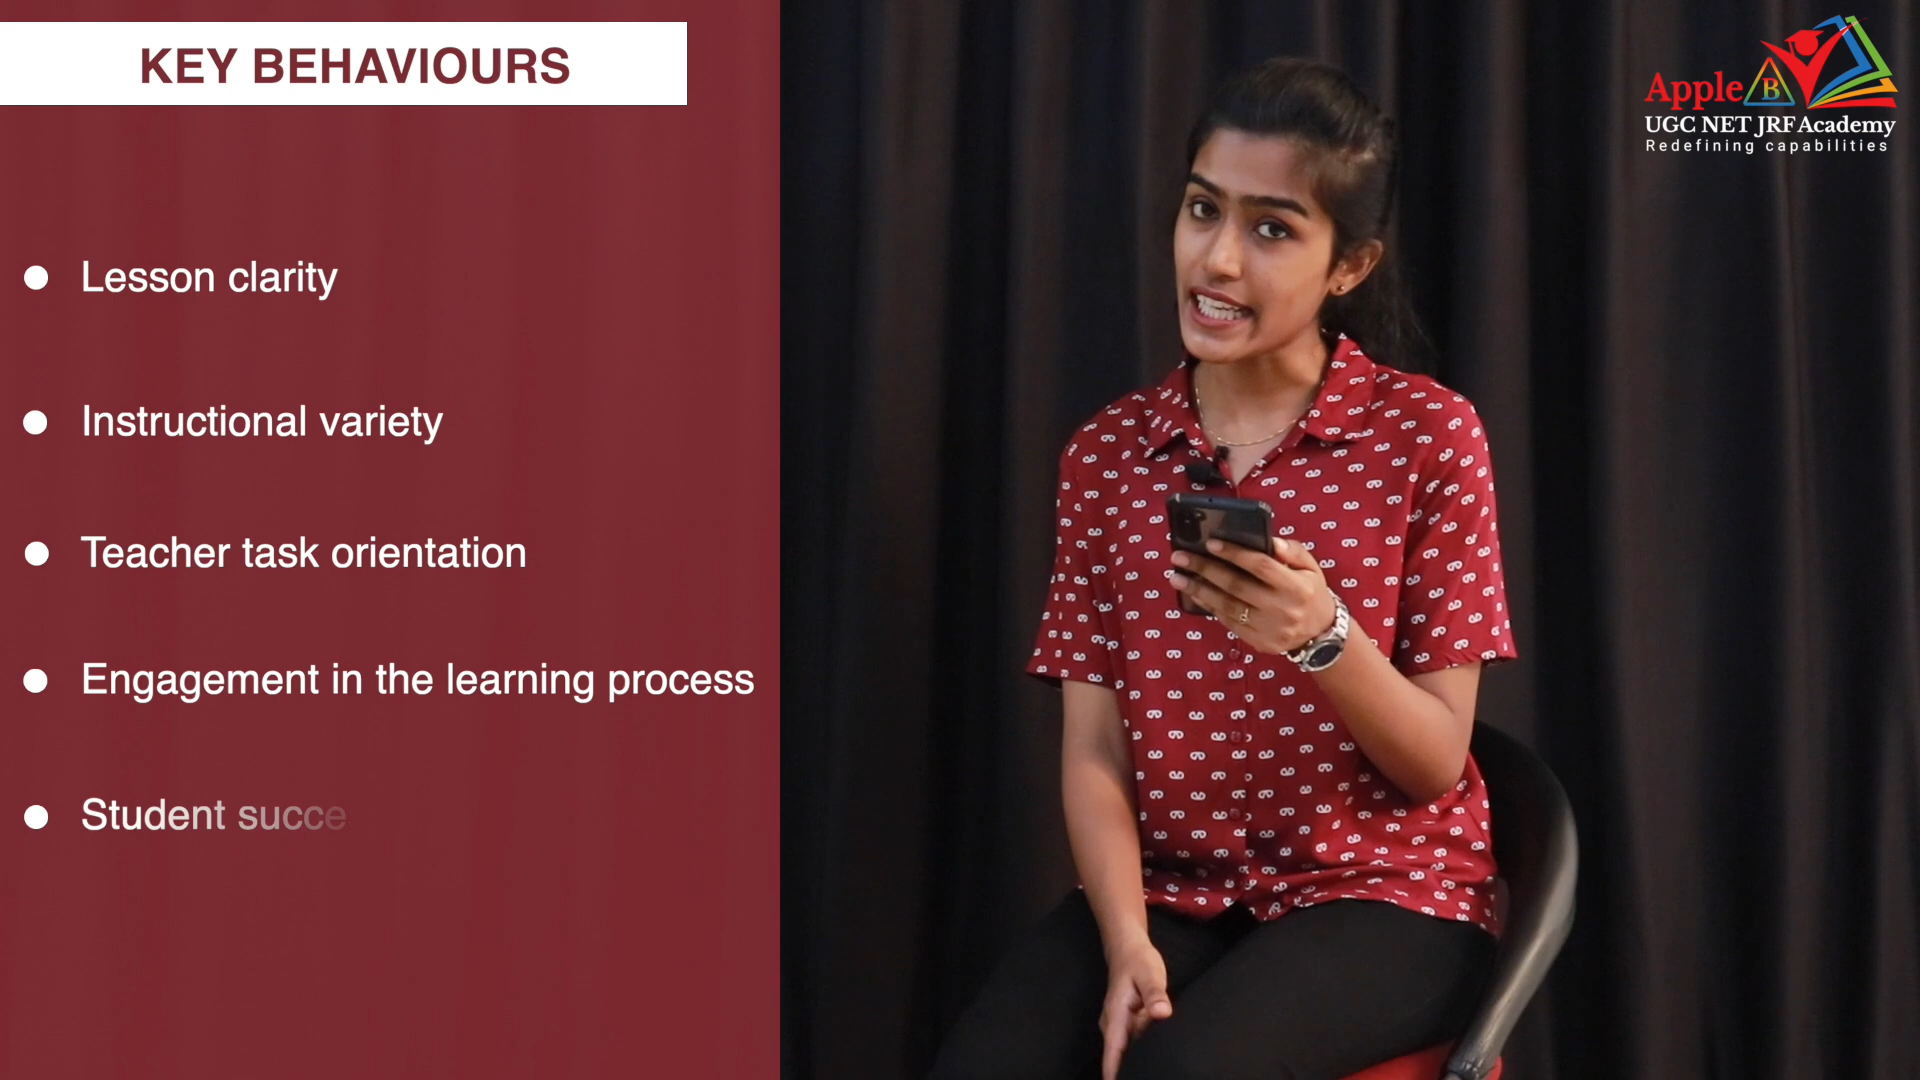 KEY BEHAVIOURS
Lesson clarity
Instructional variety
Teacher task orientation
Engagement in the learning process
Student succe
Apple B
UGC NET JRF Academy
Redefining capabilities